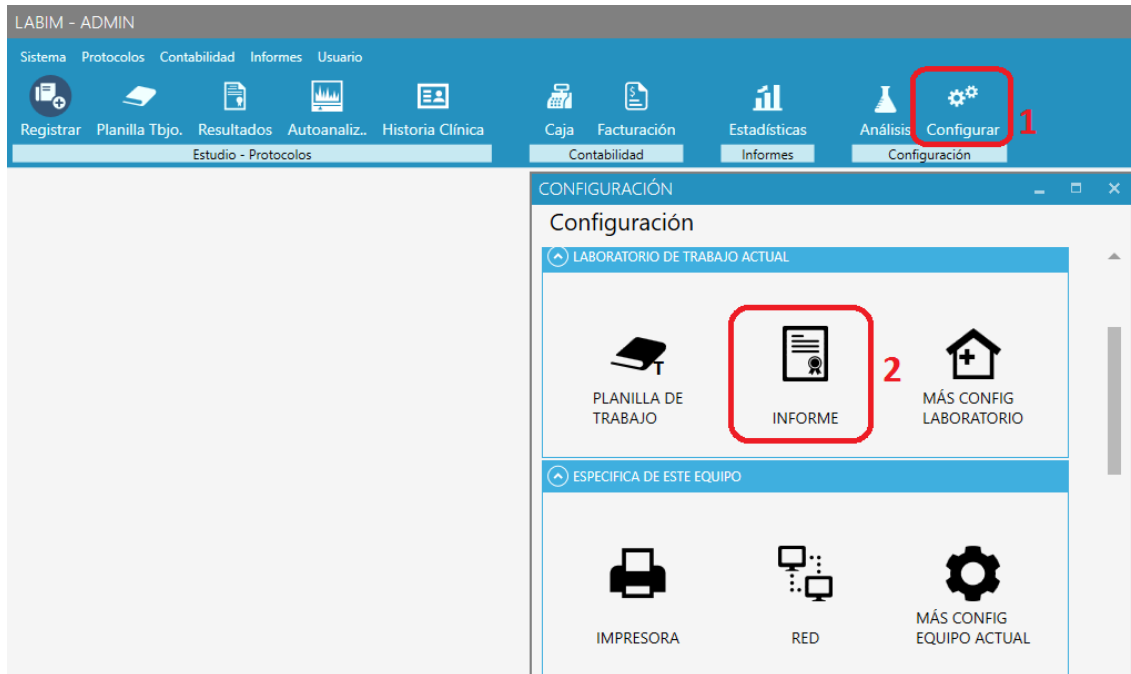 LABIM - ADMIN
Sistema Protocolos Contabilidad Informes Usuario
Registrar Planilla Tbjo. Resultados Autoanaliz.. Historia Clínica Caja Facturación Estadísticas Análisis Configurar 1
Estudio - Protocolos Contabilidad Informes Configuración
CONFIGURACIÓN
Configuración
LABORATORIO DE TRABAJO ACTUAL
T
2
PLANILLA DE
TRABAJO
INFORME
MÁS CONFIG
LABORATORIO
ESPECIFICA DE ESTE EQUIPO
IMPRESORA
RED
MÁS CONFIG
EQUIPO ACTUAL